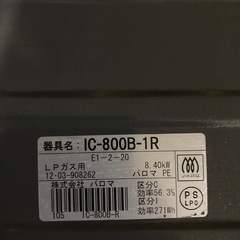 器具名： IC-800B-1R
E1-2-20
LPガス用 8.40kW
12·03-908262 パロマ PE
株式会社 パロマ 区分C
効率56.3%
区分I
効率271Wh
105 IC-800B-R
PS
LPG